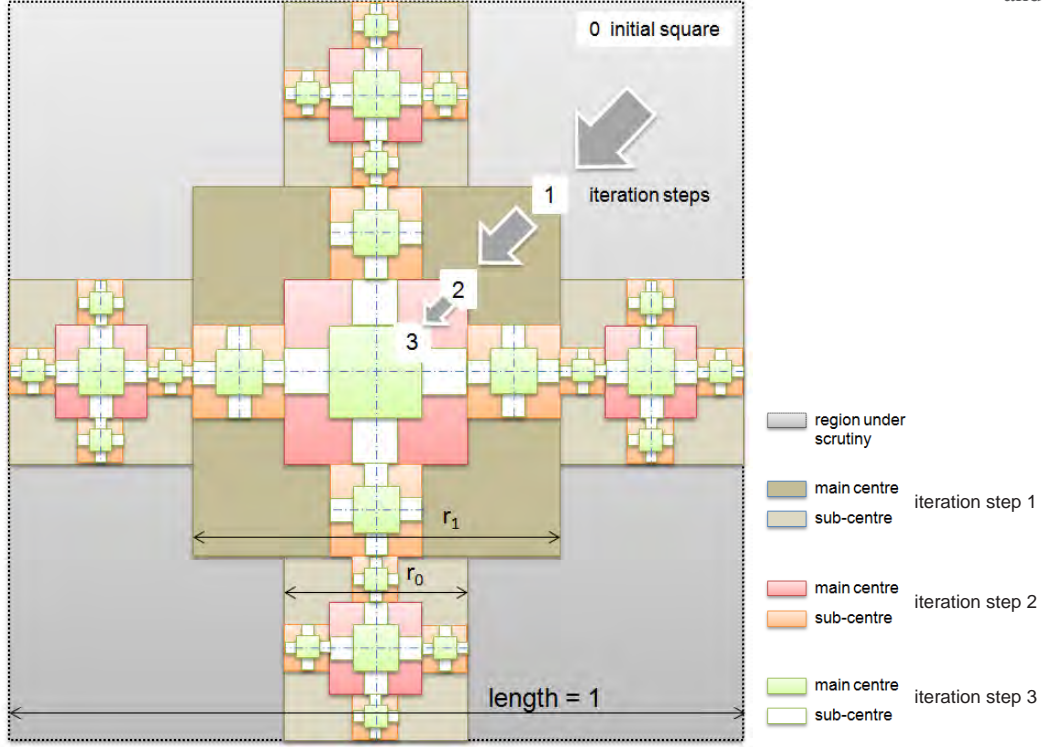 0 initial square
1
iteration steps
2
3
r1
r0
length = 1
region under
scrutiny
main centre
sub-centre
iteration step 1
main centre
sub-centre
iteration step 2
main centre
sub-centre
iteration step 3